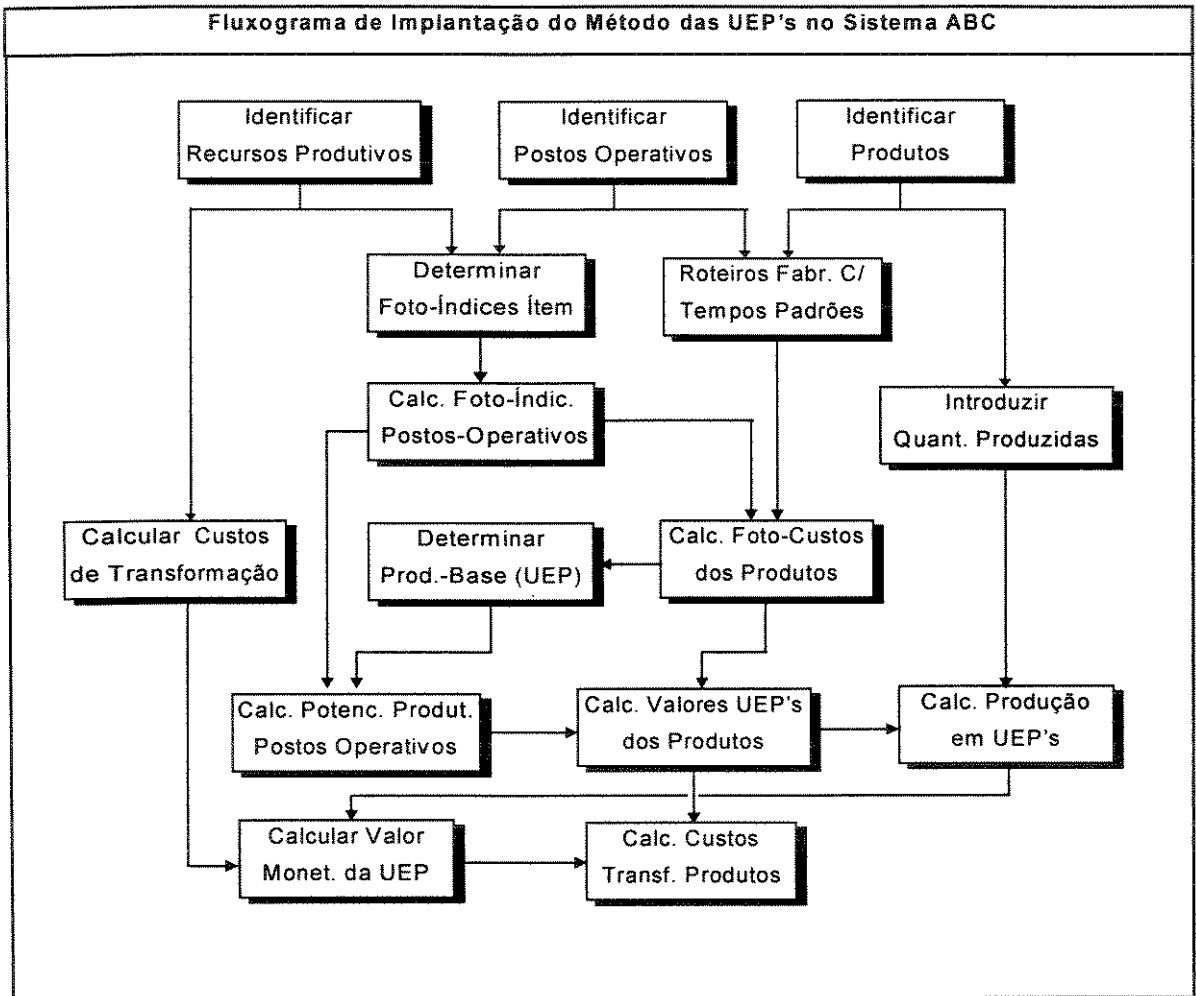 Fluxograma de Implantação do Método das UEP's no Sistema ABC
Identificar
Recursos Produtivos
Identificar
Postos Operativos
Identificar
Produtos
Determinar
Foto-Índices Ítem
Roteiros Fabr. C/
Tempos Padrões
Calc. Foto-Índic.
Postos-Operativos
Introduzir
Quant. Produzidas
Calcular Custos
de Transformação
Determinar
Prod.-Base (UEP)
Calc. Foto-Custos
dos Produtos
Calc. Potenc. Produt.
Postos Operativos
Calc. Valores UEP's
dos Produtos
Calc. Produção
em UEP's
Calcular Valor
Monet. da UEP
Calc. Custos
Transf. Produtos